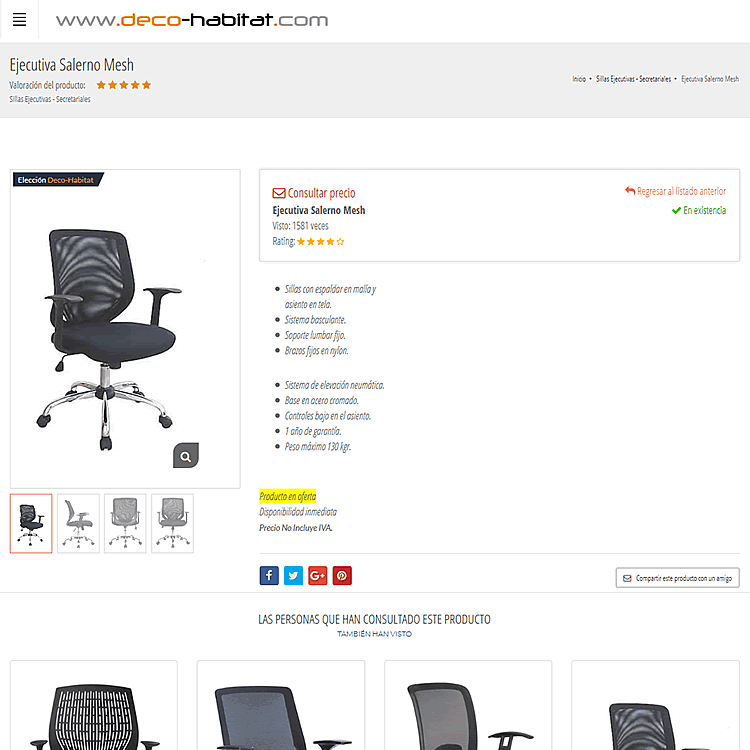 www.deco-habitat.com
Ejecutiva Salerno Mesh
Valoración del producto:
Sillas Ejecutivas - Secretariales
Inicio • Sillas Ejecutivas - Secretariales • Ejecutiva Salerno Mesh
Elección Deco-Habitat
Consultar precio
Regresar al listado anterior
Ejecutiva Salerno Mesh
En existencia
Visto: 1581 veces
Rating:
• Sillas con espaldar en malla y
asiento en tela.
• Sistema basculante.
• Soporte lumbar fijo.
• Brazos fijos en nylon.
• Sistema de elevación neumática.
• Base en acero cromado.
• Controles bajo en el asiento.
• 1 año de garantía.
• Peso máximo 130 kgr.
Producto en oferta
Disponibilidad inmediata
Precio No Incluye IVA.
Compartir este producto con un amigo
LAS PERSONAS QUE HAN CONSULTADO ESTE PRODUCTO
TAMBIÉN HAN VISTO